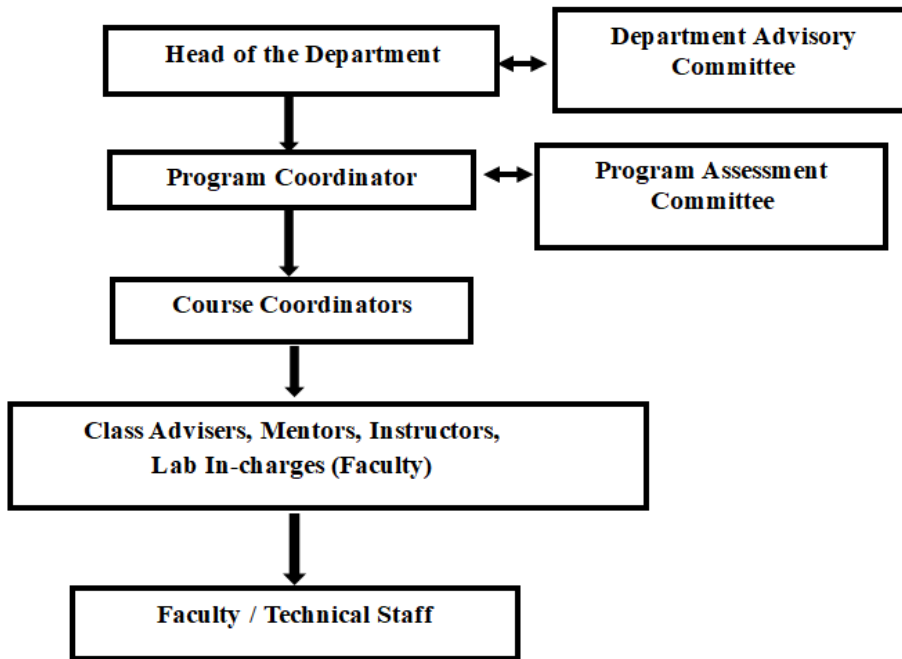 Head of the Department
Department Advisory
Committee
Program Coordinator
Program Assessment
Committee
Course Coordinators
Class Advisers, Mentors, Instructors,
Lab In-charges (Faculty)
Faculty / Technical Staff